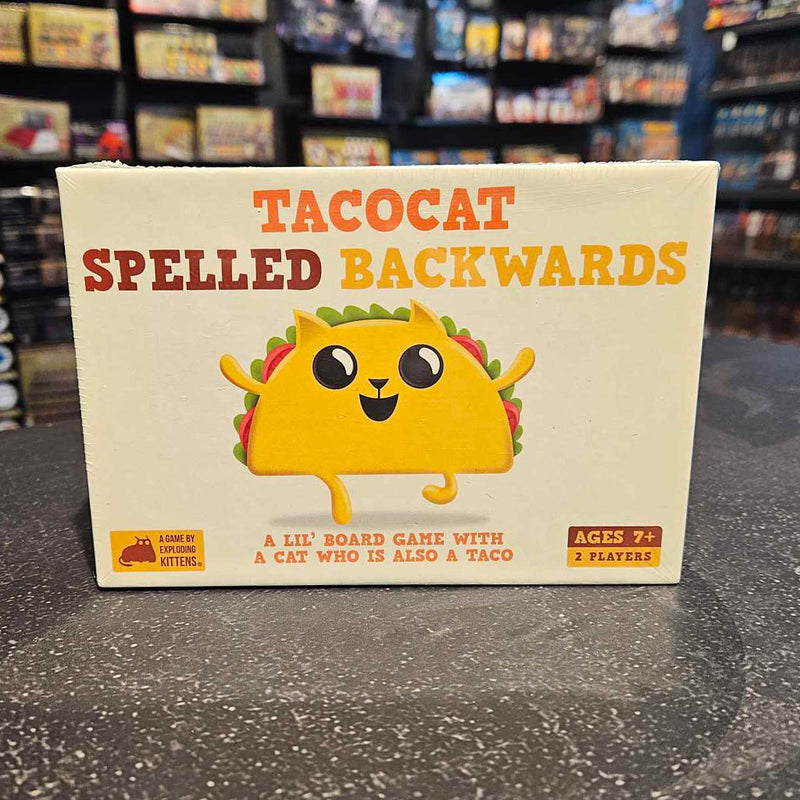 TACOCAT
SPELLED BACKWARDS
A LIL' BOARD GAME WITH
A CAT WHO IS ALSO A TACO
A GAME BY
EXPLODING
KITTENS®
AGES 7+
2 PLAYERS